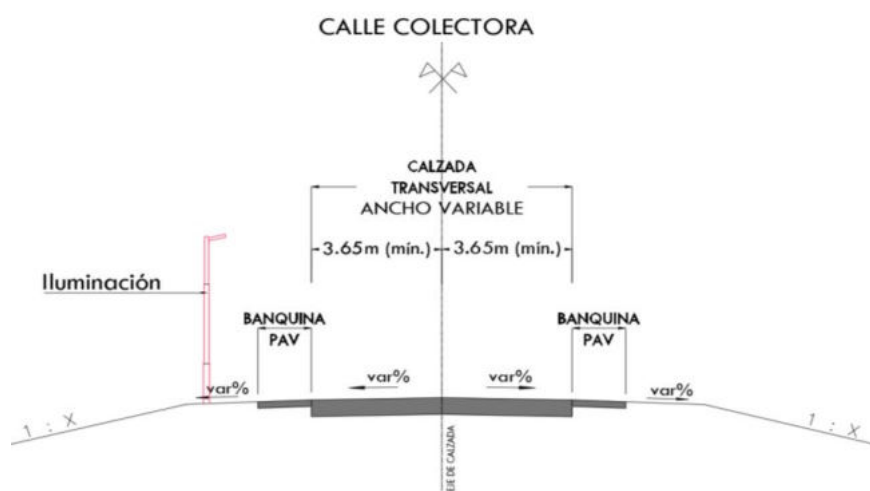 CALLE COLECTORA
CALZADA
TRANSVERSAL
ANCHO VARIABLE
3.65m (mín.) 3.65m (mín.)
Iluminación
BANQUINA
PAV
BANQUINA
PAV
var% var% var% var%
1 : X
1 : X
EJE DE CALZADA